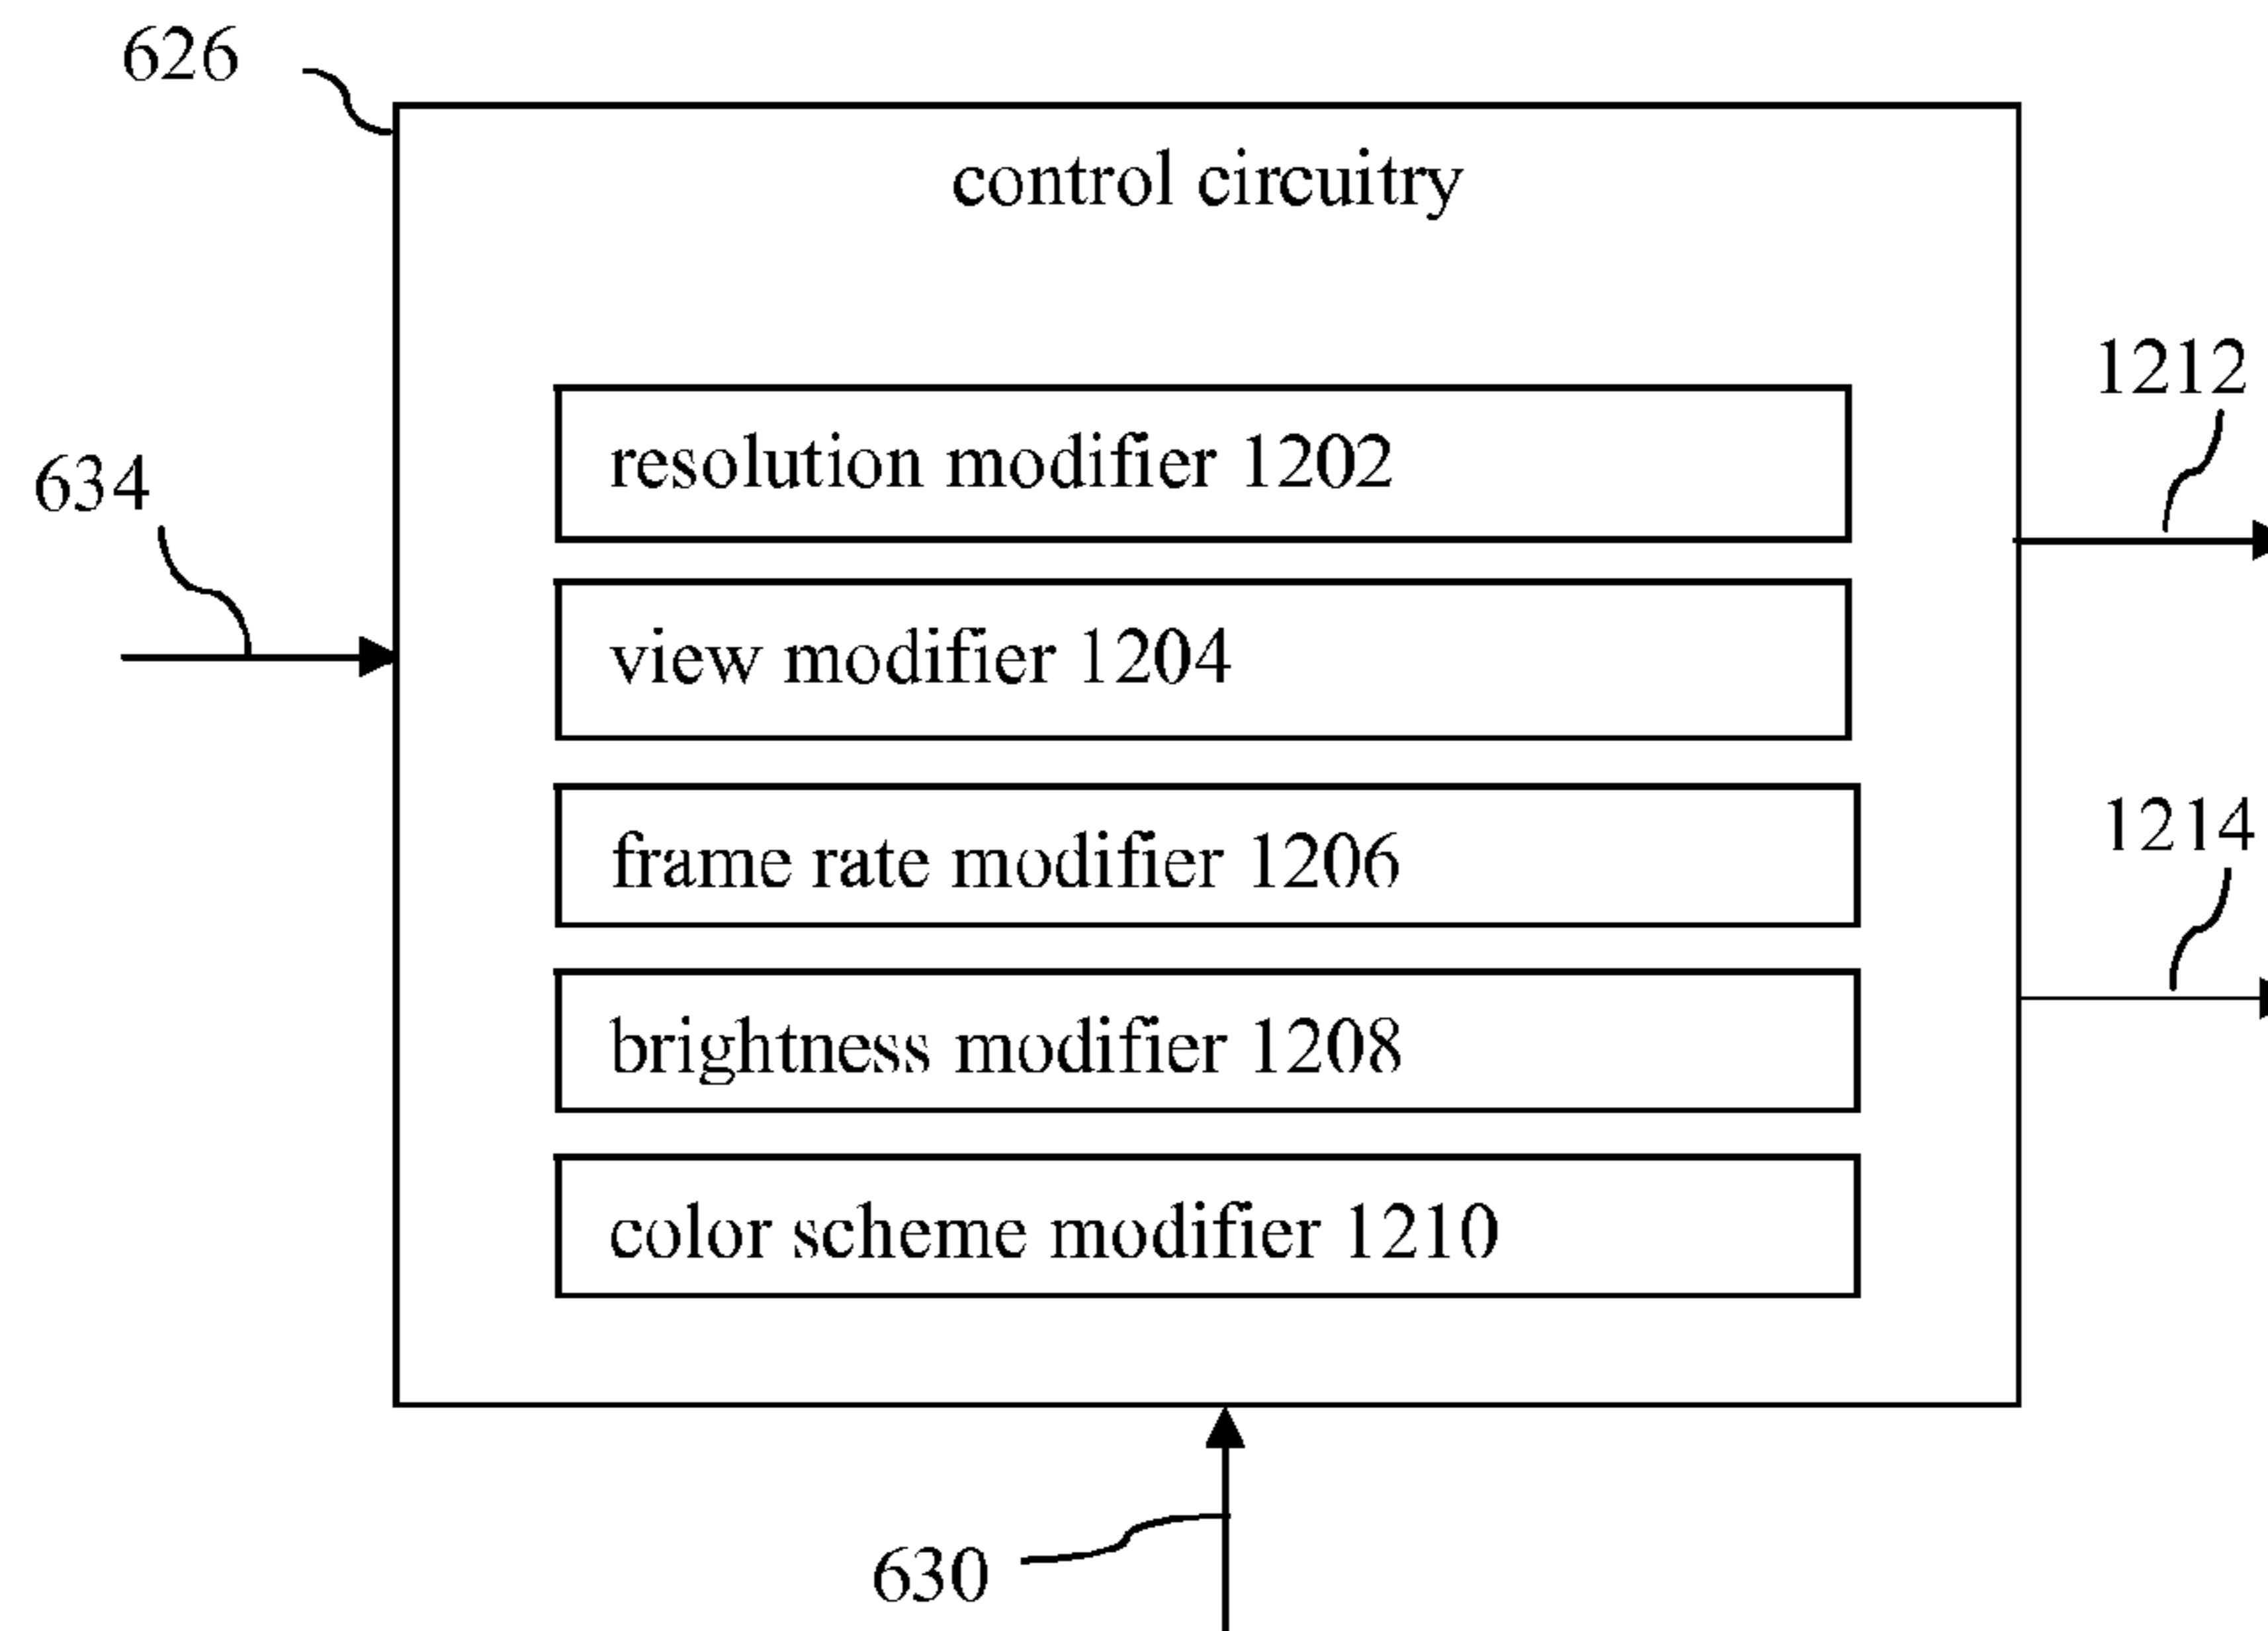 626
control circuitry
1212
resolution modifier 1202
634
view modifier 1204
1214
frame rate modifier 1206
brightness modifier 1208
color scheme modifier 1210
630